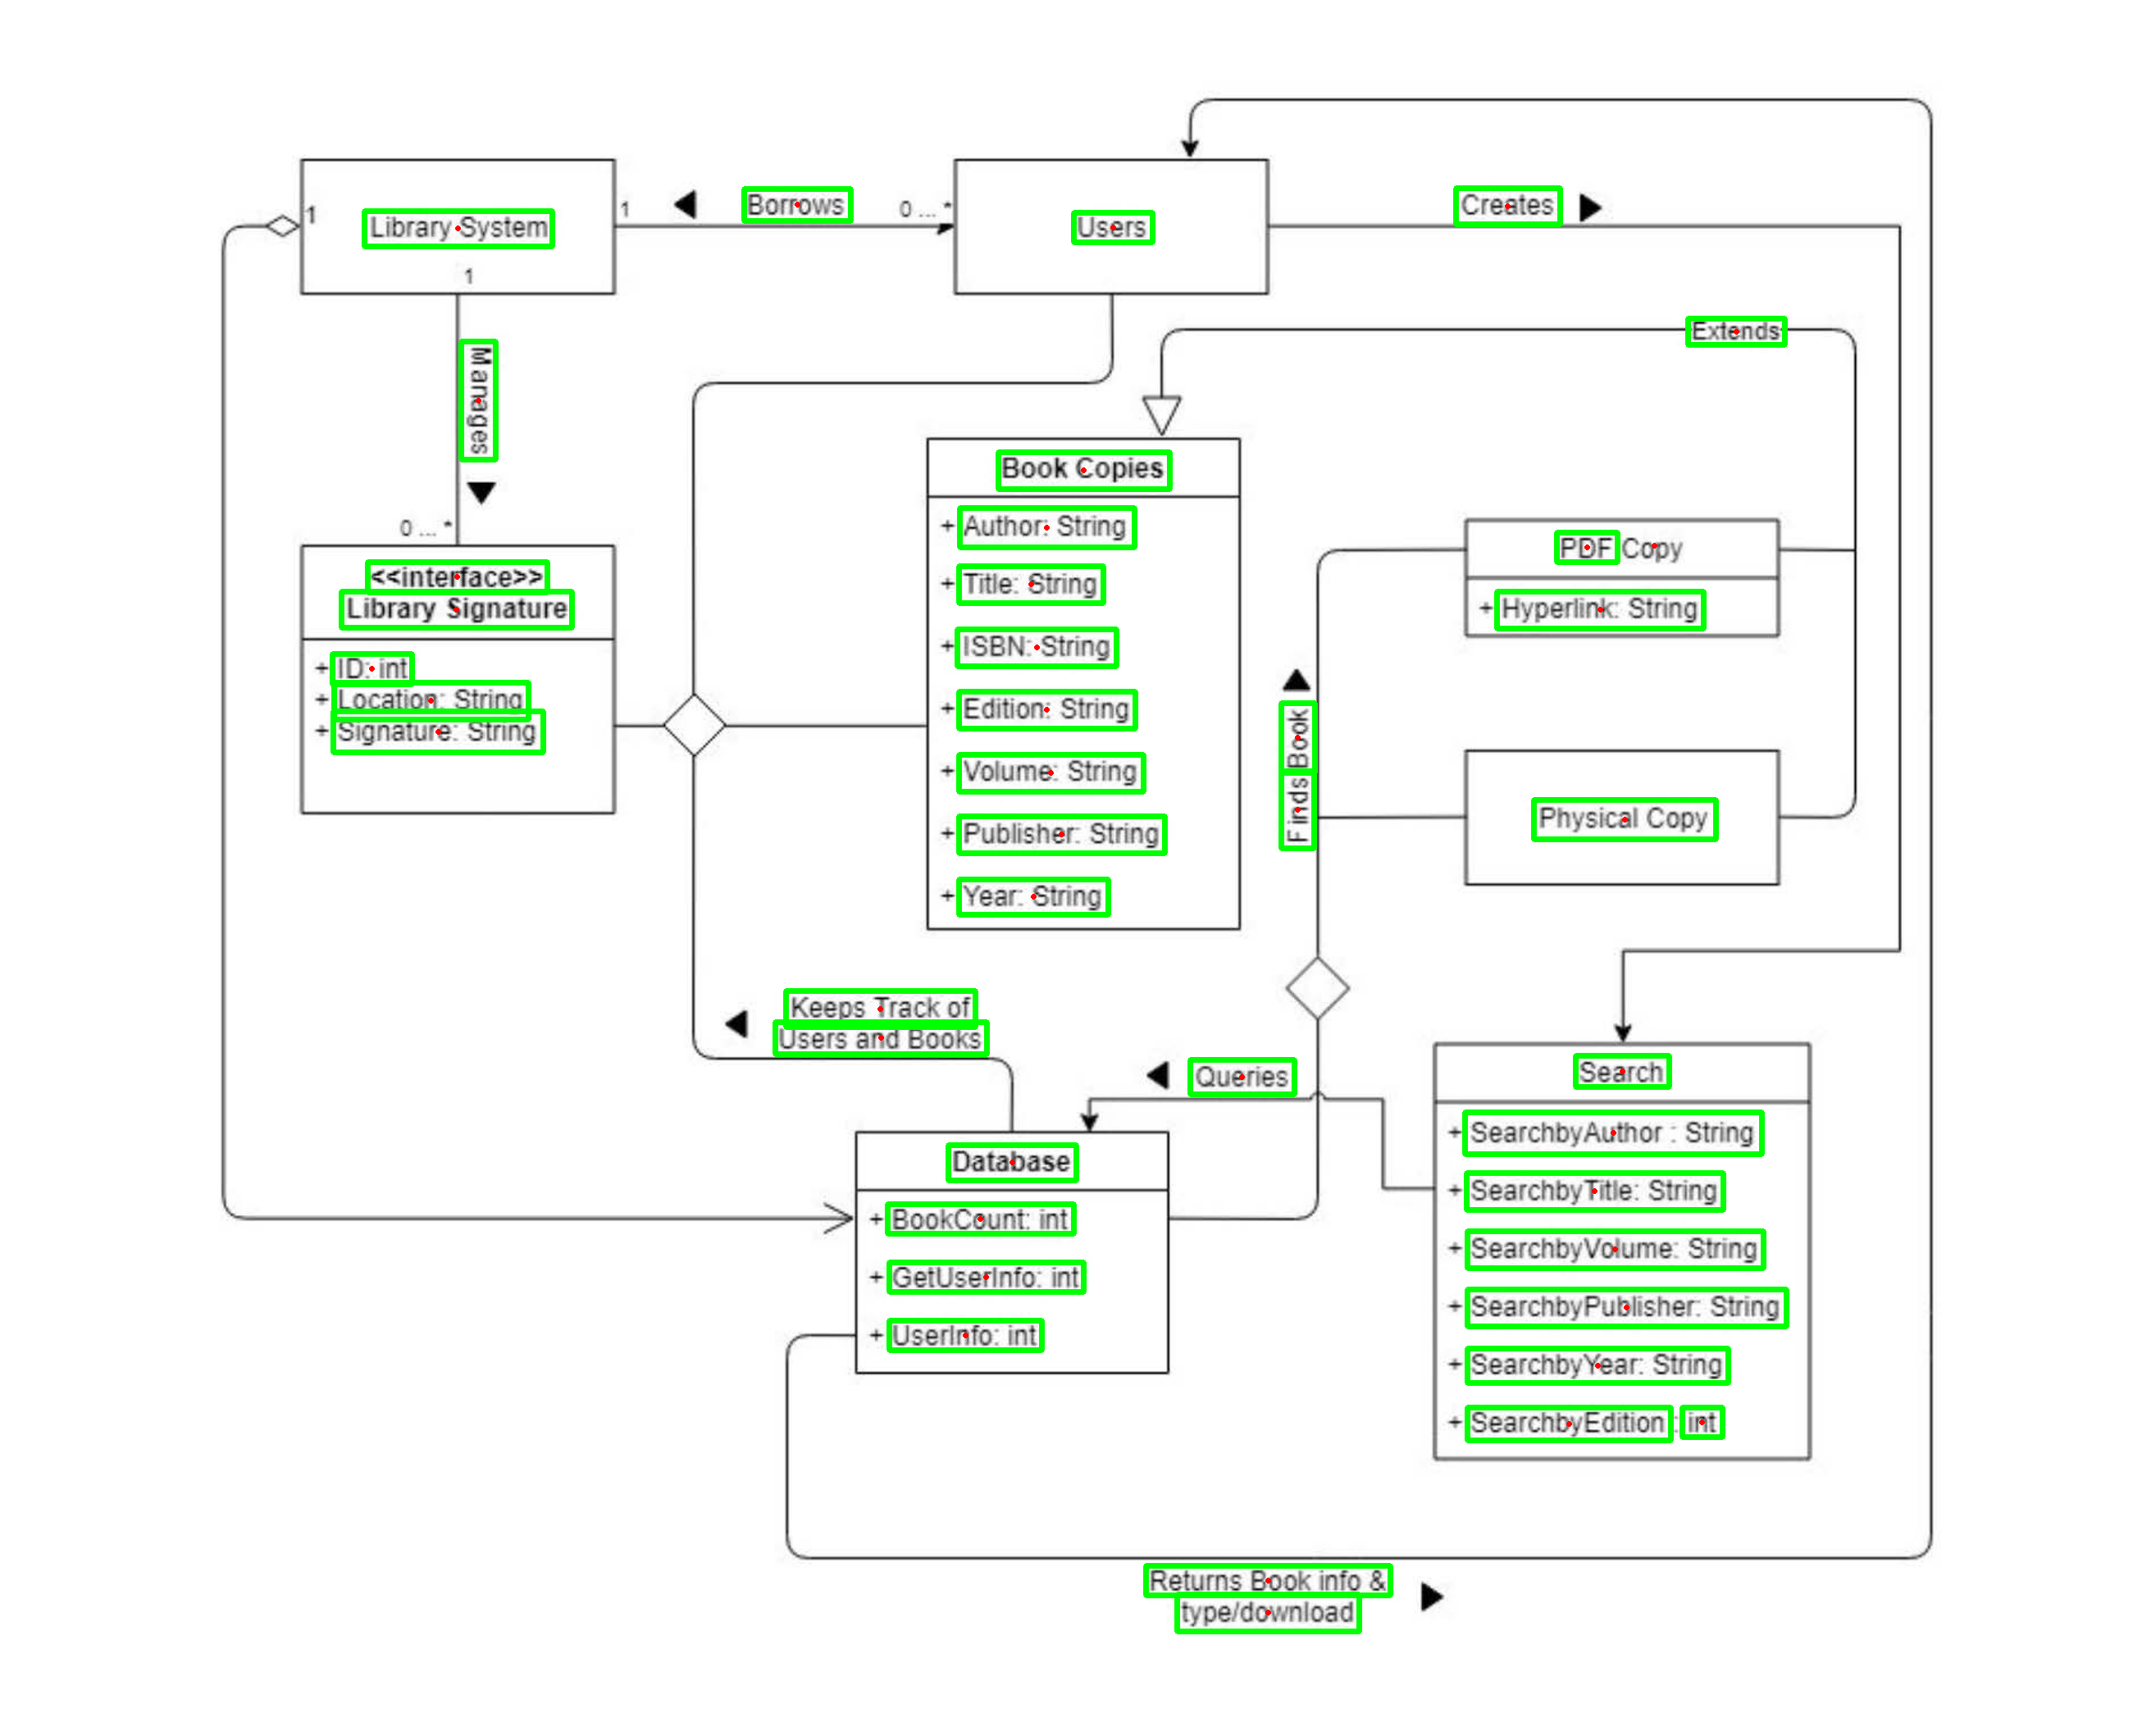 Library System
1
1
1
Borrows
0 ... *
Users
Creates
Extends
Manages
0 ... *
<<interface>>
Library Signature
+ ID: int
+ Location: String
+ Signature: String
Book Copies
+ Author: String
+ Title: String
+ ISBN: String
+ Edition: String
+ Volume: String
+ Publisher: String
+ Year: String
PDF Copy
+ Hyperlink: String
Finds Book
Physical Copy
Keeps Track of
Users and Books
Queries
Database
+ BookCount: int
+ GetUserInfo: int
+ UserInfo: int
Search
+ SearchbyAuthor : String
+ SearchbyTitle: String
+ SearchbyVolume: String
+ SearchbyPublisher: String
+ SearchbyYear: String
+ SearchbyEdition : int
Returns Book info &
type/download